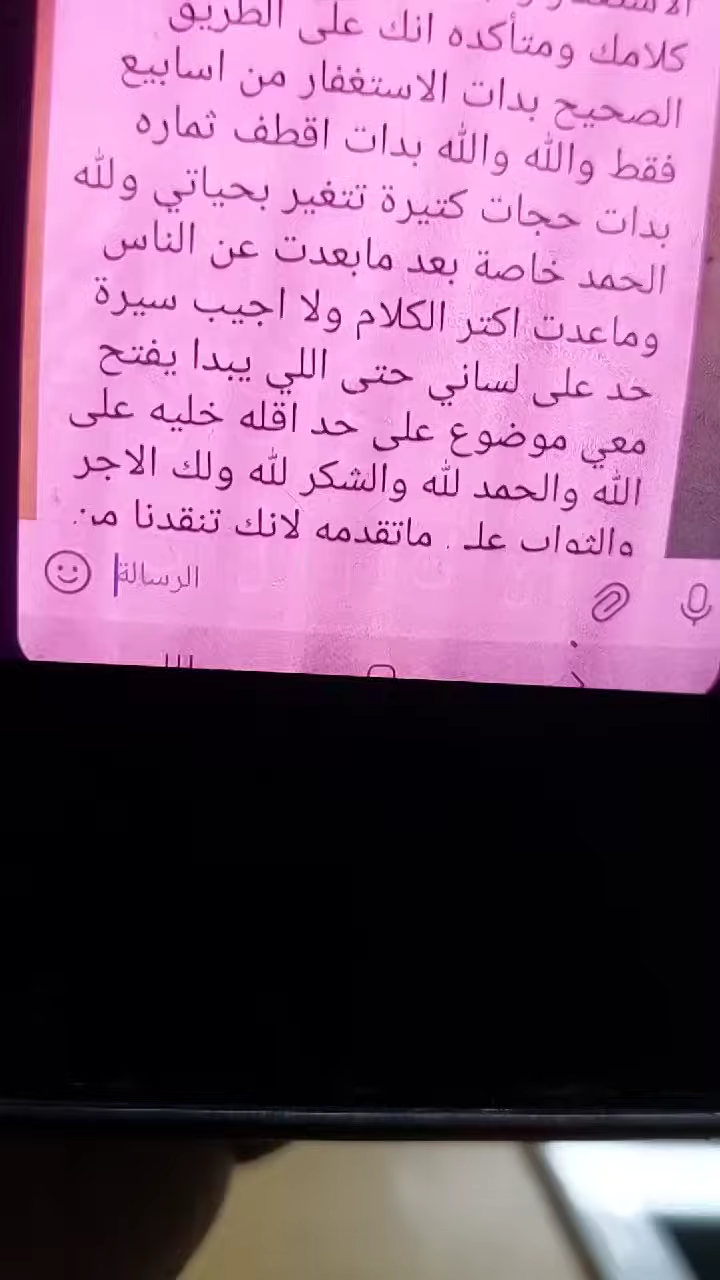 كلامك ومتأكده انك على الطريق
الصحيح بدات الاستغفار من اسابيع
فقط والله والله بدات اقطف ثماره
بدات حجات كتيرة تتغير بحياتي ولله
الحمد خاصة بعد مابعدت عن الناس
وماعدت اكتر الكلام ولا اجيب سيرة
حد على لساني حتى اللي يبدا يفتح
معي موضوع على حد اقله خليه على
الله والحمد لله والشكر لله ولك الاجر
والثواب ماتقدمه لانك تنقدنا
الرسالة